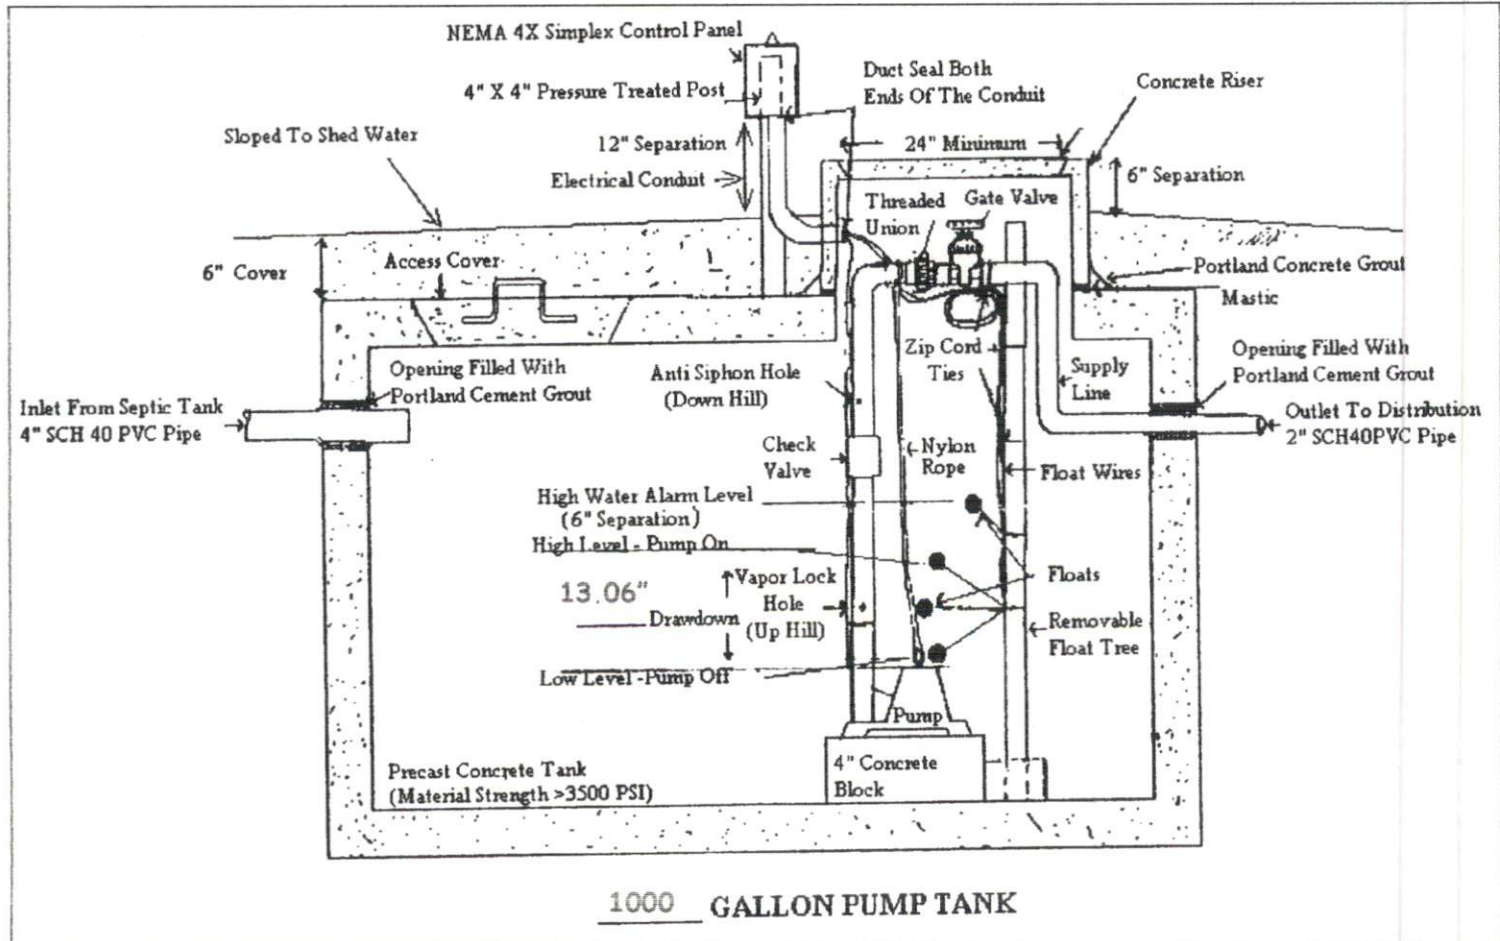 NEMA 4X Simplex Control Panel
4" X 4" Pressure Treated Post
Duct Seal Both
Ends Of The Conduit
Concrete Riser
Sloped To Shed Water
12" Separation
24" Minimum
Electrical Conduit
6" Separation
Threaded
Union
Gate Valve
6" Cover
Access Cover
Portland Concrete Grout
Mastic
Opening Filled With
Portland Cement Grout
Anti Siphon Hole
(Down Hill)
Zip Cord
Ties
Supply
Line
Opening Filled With
Portland Cement Grout
Inlet From Septic Tank
4" SCH 40 PVC Pipe
Outlet To Distribution
2" SCH40PVC Pipe
Check
Valve
Nylon
Rope
Float Wires
High Water Alarm Level
(6" Separation)
High Level - Pump On
13.06"
Drawdown
Vapor Lock
Hole
(Up Hill)
Floats
Removable
Float Tree
Low Level -Pump Off
Pump
4" Concrete
Block
Precast Concrete Tank
(Material Strength >3500 PSI)
1000 GALLON PUMP TANK